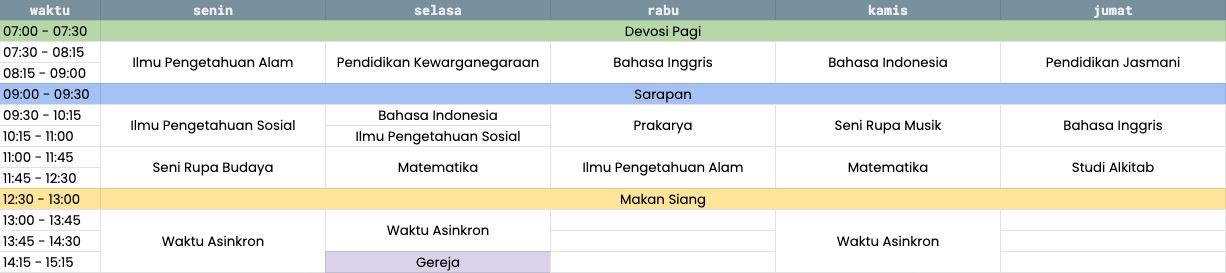 waktu senin selasa rabu kamis jumat
07:00 - 07:30 Devosi Pagi
07:30 - 08:15
Ilmu Pengetahuan Alam Pendidikan Kewarganegaraan Bahasa Inggris Bahasa Indonesia Pendidikan Jasmani
08:15 - 09:00
09:00 - 09:30 Sarapan
09:30 - 10:15 Bahasa Indonesia
Ilmu Pengetahuan Sosial Prakarya Seni Rupa Musik Bahasa Inggris
10:15 - 11:00 Ilmu Pengetahuan Sosial
11:00 - 11:45
Seni Rupa Budaya Matematika Ilmu Pengetahuan Alam Matematika Studi Alkitab
11:45 - 12:30
12:30 - 13:00 Makan Siang
13:00 - 13:45
Waktu Asinkron
13:45 - 14:30 Waktu Asinkron Waktu Asinkron
14:15 - 15:15 Gereja